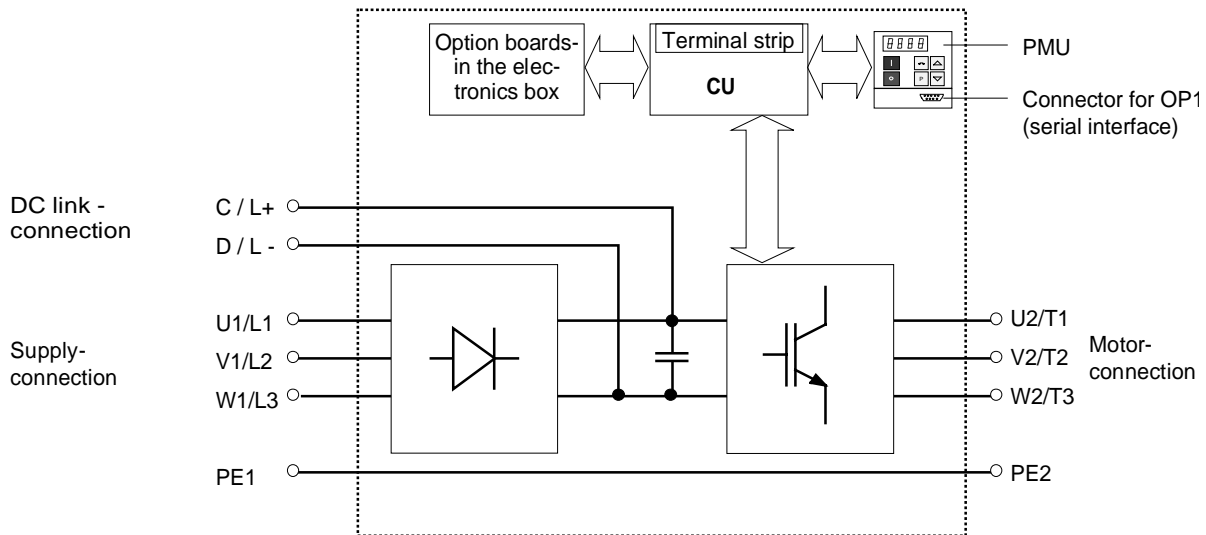 Option boards-
in the elec-
tronics box
Terminal strip
CU
PMU
Connector for OP1
(serial interface)
DC link -
connection
C / L+
D / L -
Supply-
connection
U1/L1
V1/L2
W1/L3
PE1
U2/T1
V2/T2
W2/T3
PE2
Motor-
connection
P